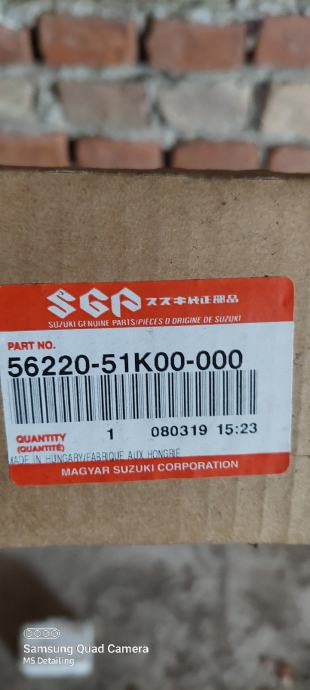 SGP スズキ純正部品
SUZUKI GENUINE PARTS/PIECES D ORIGINE DE SUZUKI
PART NO.
56220-51K00-000
QUANTITY 1 080319 15:23
(QUANTITÉ)
MADE IN HUNGARY/FABRIQUE AUX HONGRIE
MAGYAR SUZUKI CORPORATION
Samsung Quad Camera
MS Detailing